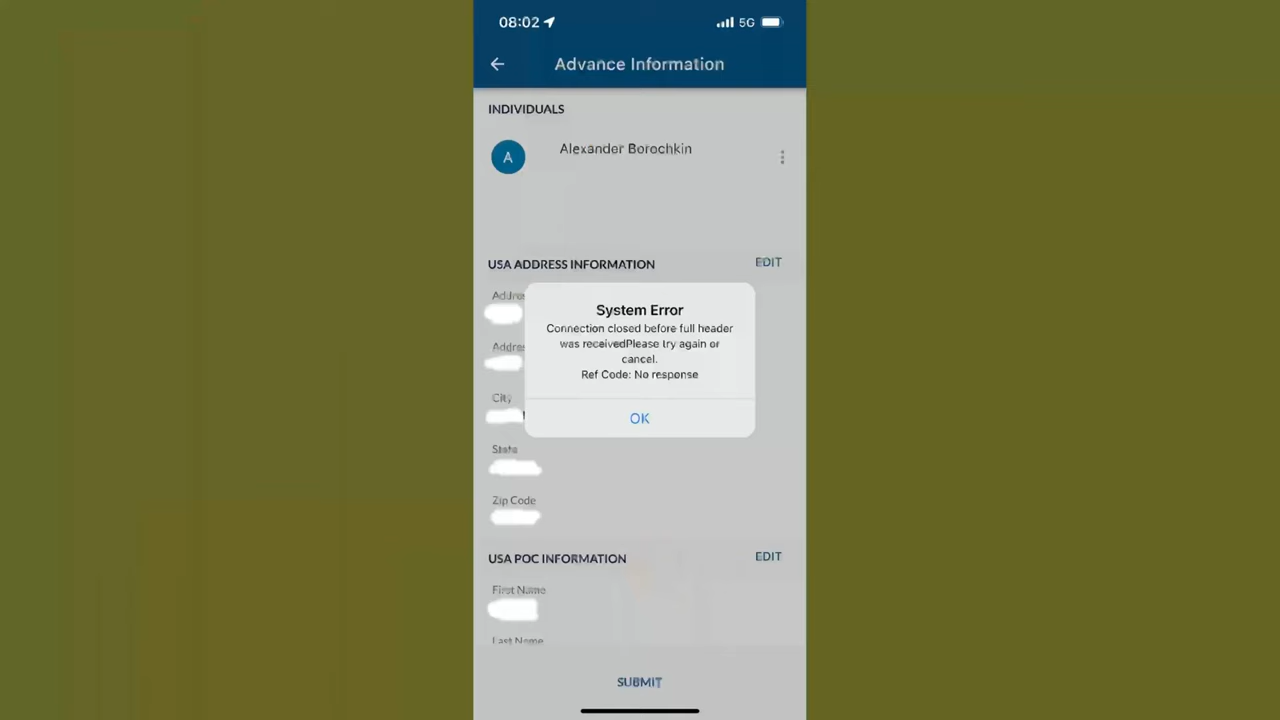 08:02
5G
Advance Information
INDIVIDUALS
A
Alexander Borochkin
USA ADDRESS INFORMATION
EDIT
Addres
System Error
Connection closed before full header
was receivedPlease try again or
cancel.
Ref Code: No response
OK
Addres
City
State
Zip Code
USA POC INFORMATION
EDIT
First Name
Last Name
SUBMIT